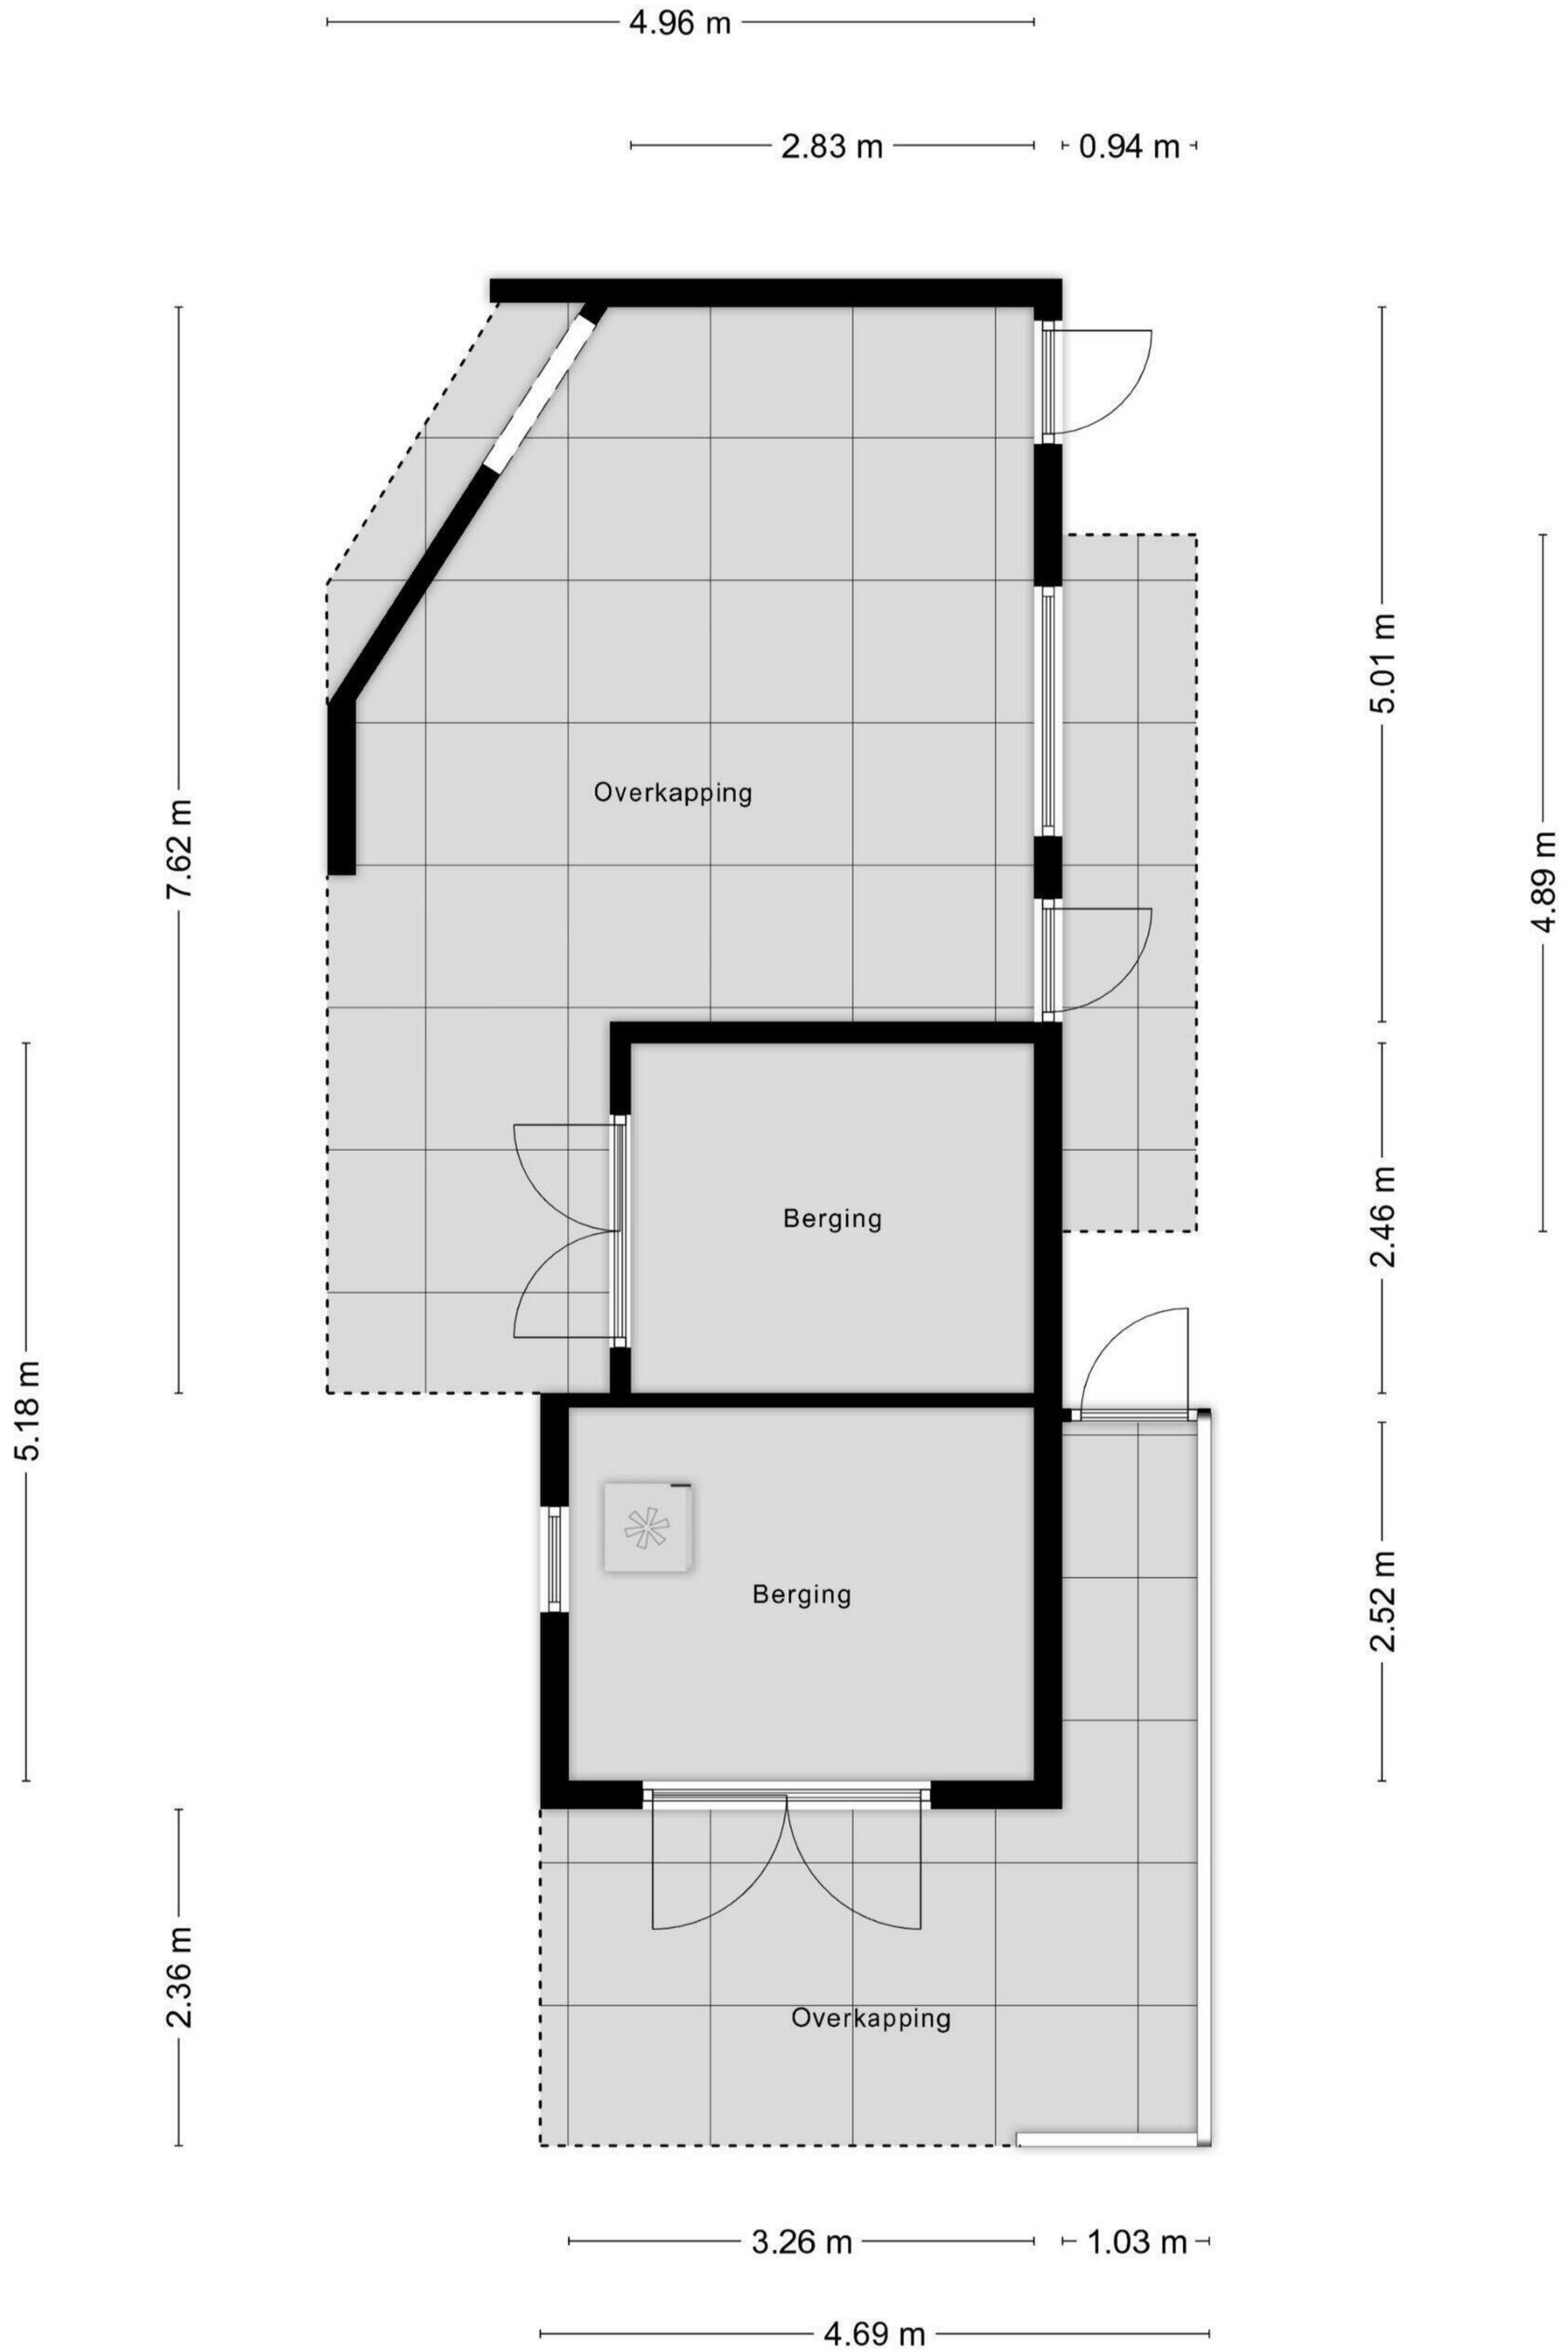 4.96 m
2.83 m
0.94 m
5.01 m
Overkapping
7.62 m
4.89 m
Berging
2.46 m
5.18 m
Berging
2.52 m
2.36 m
Overkapping
3.26 m
1.03 m
4.69 m